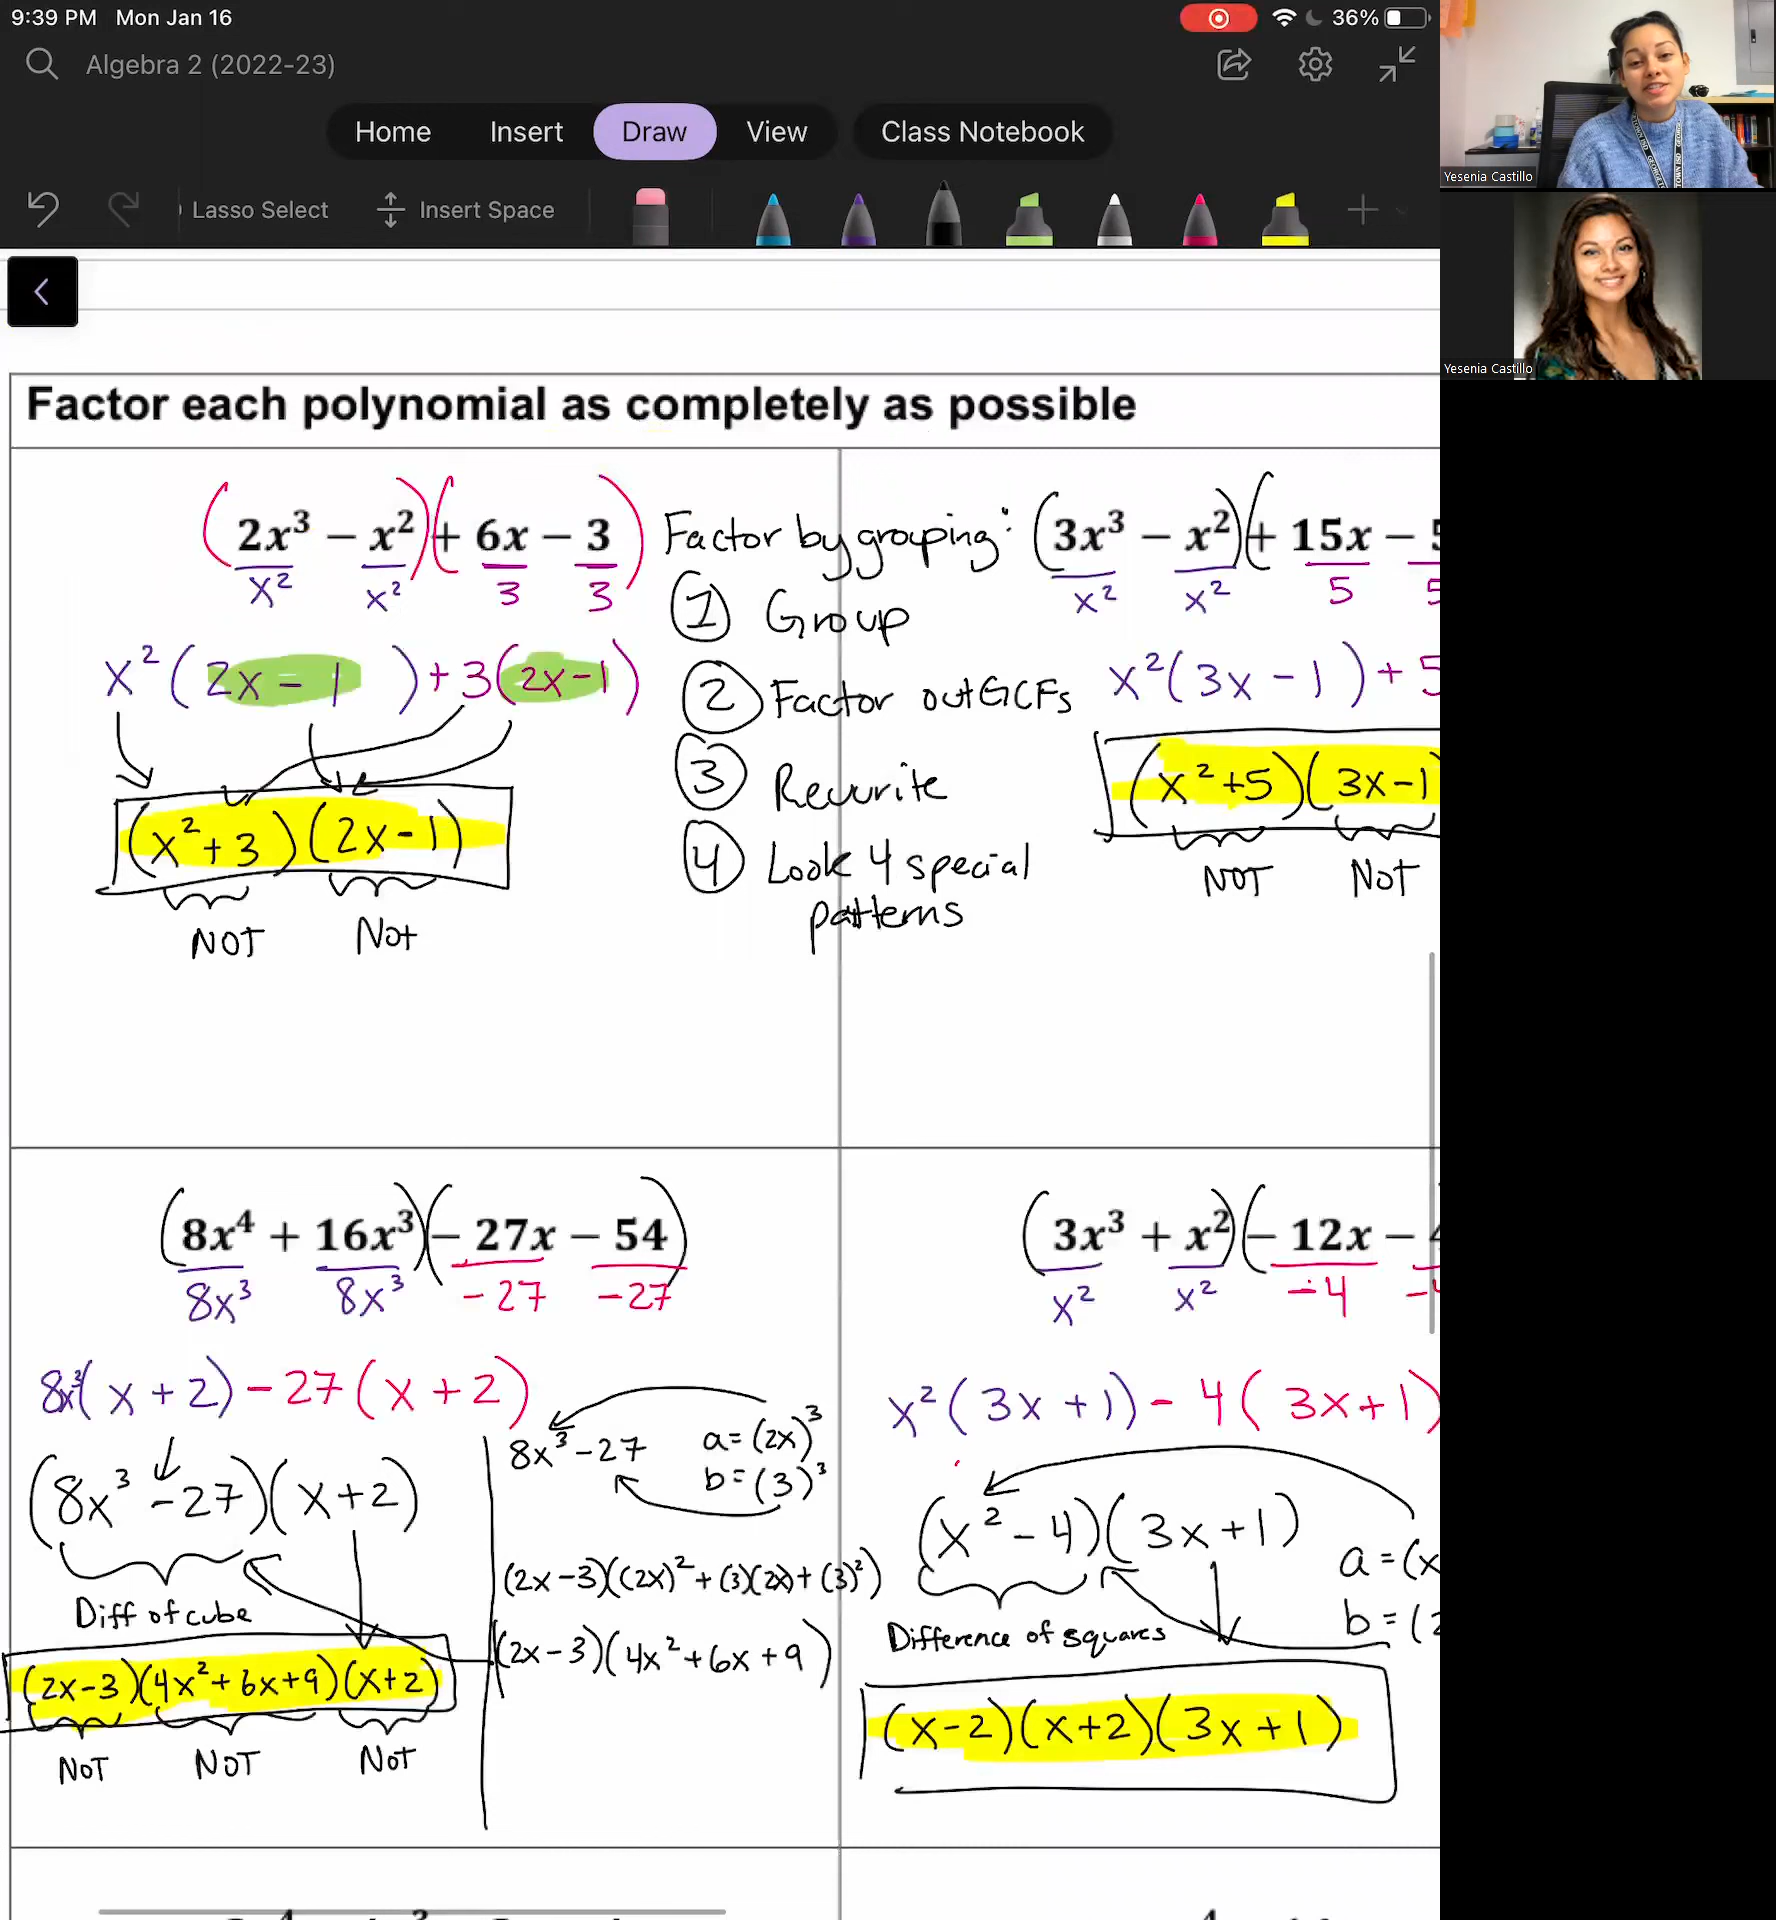 9:39 PM Mon Jan 16
36%
Algebra 2 (2022-23)
Home Insert Draw View Class Notebook
Lasso Select Insert Space
Yesenia Castillo
Yesenia Castillo
Factor each polynomial as completely as possible
(2x³ − x²)(+ 6x − 3)
x² x² 3 3
x²(2x − 1) + 3(2x−1)
(x²+3)(2x−1)
NOT Not
Factor by grouping:
1 Group
2 Factor out GCFs
3 Rewrite
4 Look 4 special
patterns
(3x³ − x²)(+ 15x − 5
x² x² 5 5
x²(3x − 1) + 5
(x²+5)(3x−1)
NOT Not
(8x⁴ + 16x³)(− 27x − 54)
8x³ 8x³ −27 −27
8x³(x + 2) − 27(x + 2)
(8x³ − 27)(x+2)
Diff of cube
(2x−3)(4x²+6x+9)(x+2)
NOT NOT Not
8x³ − 27 a = (2x)³
b = (3)³
(2x−3)((2x)² + (3)(2x) + (3)²)
(2x−3)(4x²+6x+9)
(3x³ + x²)(− 12x − 4
x² x² −4 −4
x²(3x + 1) − 4(3x+1)
(x² − 4)(3x+1)
a = (x
b = (2
Difference of squares
(x−2)(x+2)(3x+1)